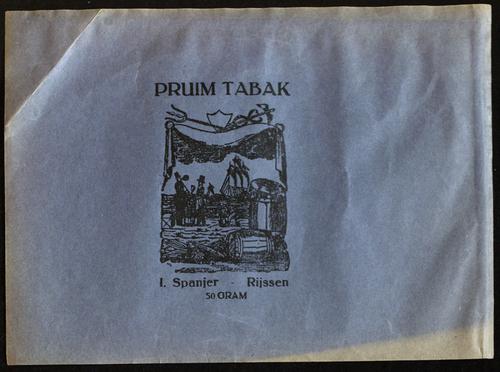 PRUIM TABAK
I. Spanjer - Rijssen
50 GRAM